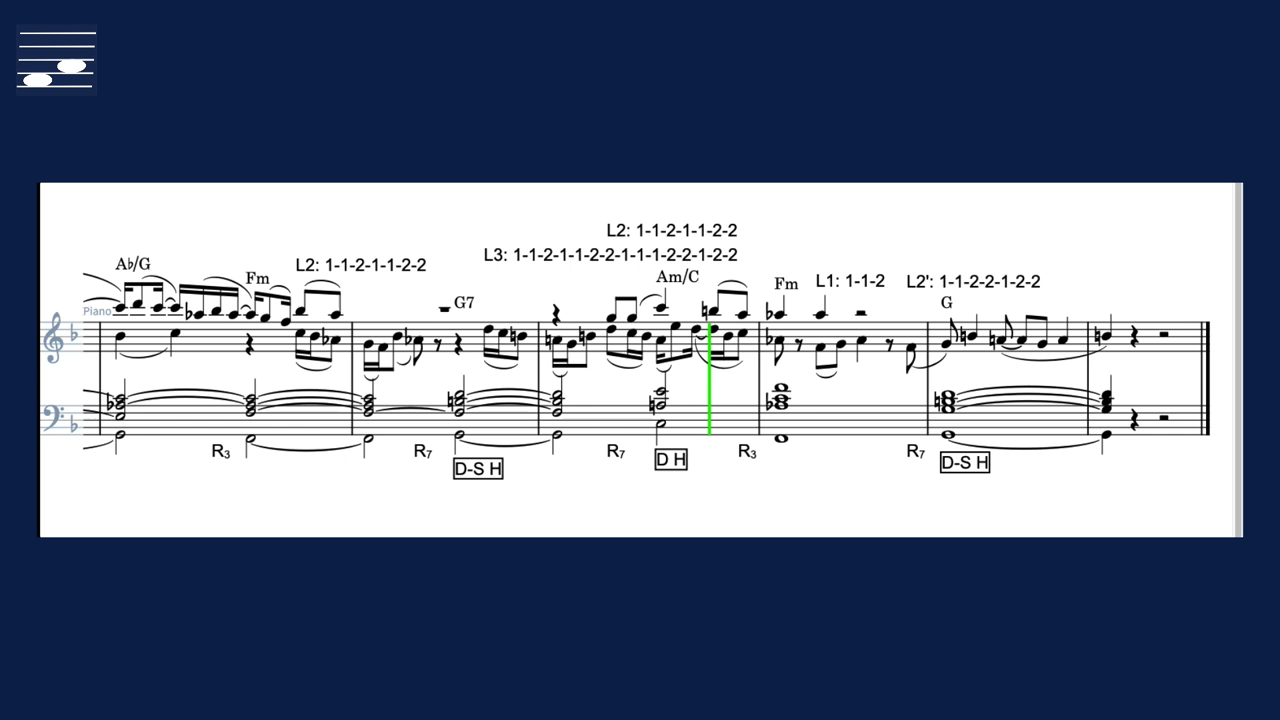 L2: 1-1-2-1-1-2-2
L3: 1-1-2-1-1-2-2-1-1-1-2-2-1-2-2
A♭/G Fm L2: 1-1-2-1-1-2-2 G7 Am/C Fm L1: 1-1-2 L2': 1-1-2-2-1-2-2 G
Piano
R3 R7 R7 R3 R7
D-S H D H D-S H